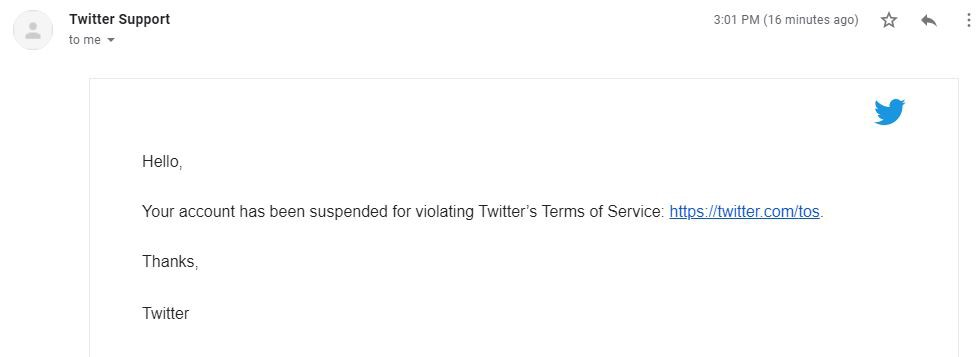 Twitter Support
3:01 PM (16 minutes ago)
to me
Hello,
Your account has been suspended for violating Twitter’s Terms of Service: https://twitter.com/tos.
Thanks,
Twitter